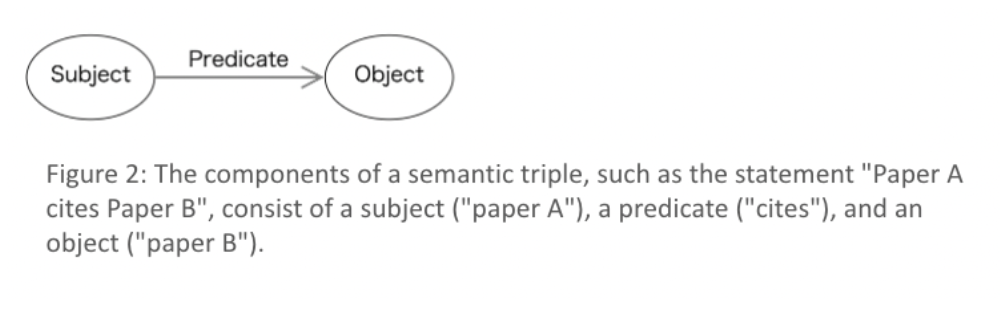 Subject
Predicate
Object
Figure 2: The components of a semantic triple, such as the statement "Paper A
cites Paper B", consist of a subject ("paper A"), a predicate ("cites"), and an
object ("paper B").